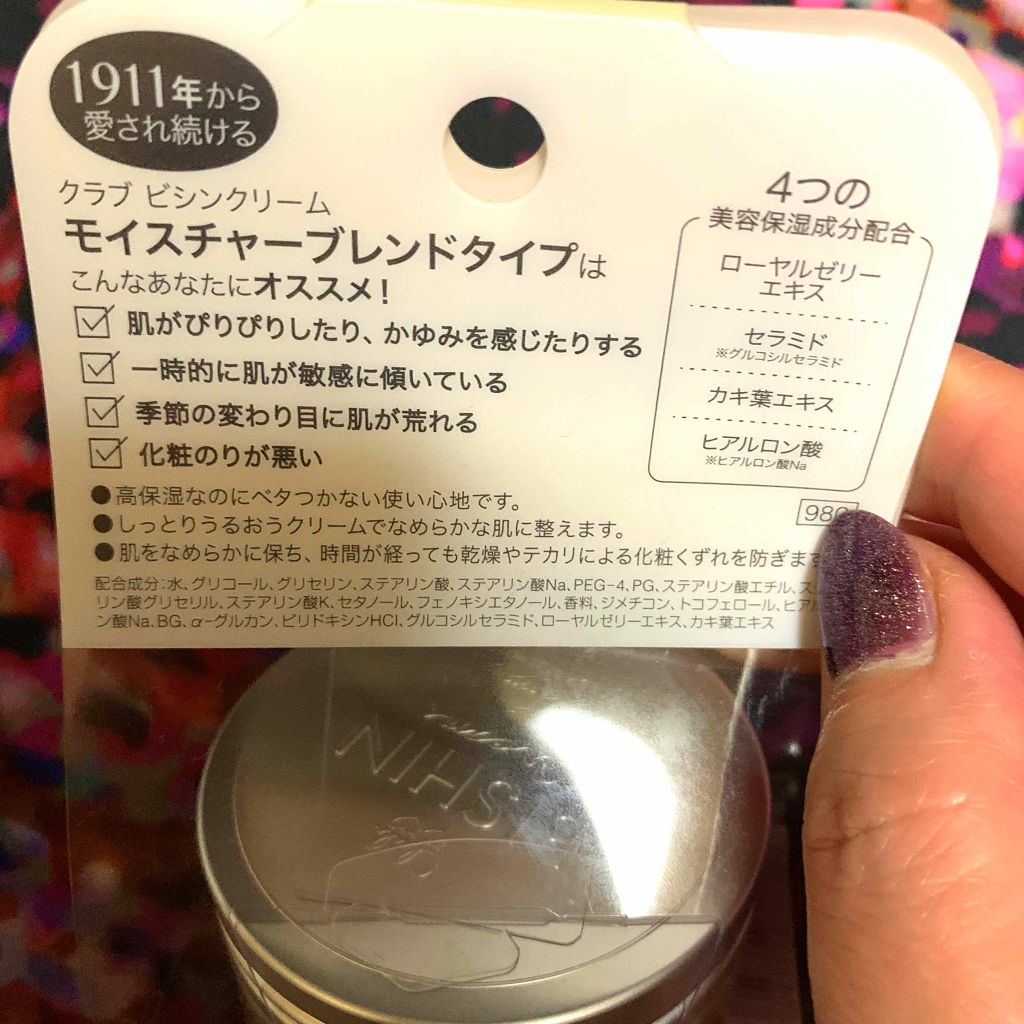 1911年から
愛され続ける
クラブ ビシンクリーム
モイスチャーブレンドタイプは
こんなあなたにオススメ!
肌がぴりぴりしたり、かゆみを感じたりする
一時的に肌が敏感に傾いている
季節の変わり目に肌が荒れる
化粧のりが悪い
●高保湿なのにベタつかない使い心地です。
●しっとりうるおうクリームでなめらかな肌に整えます。
●肌をなめらかに保ち、時間が経っても乾燥やテカリによる化粧くずれを防ぎます
4つの
美容保湿成分配合
ローヤルゼリー
エキス
セラミド
※グルコシルセラミド
カキ葉エキス
ヒアルロン酸
※ヒアルロン酸Na
980
配合成分:水、グリコール、グリセリン、ステアリン酸、ステアリン酸Na、PEG-4、PG、ステアリン酸エチル、ス
リン酸グリセリル、ステアリン酸K、セタノール、フェノキシエタノール、香料、ジメチコン、トコフェロール、ヒアル
ン酸Na、BG、α-グルカン、ピリドキシンHCl、グルコシルセラミド、ローヤルゼリーエキス、カキ葉エキス